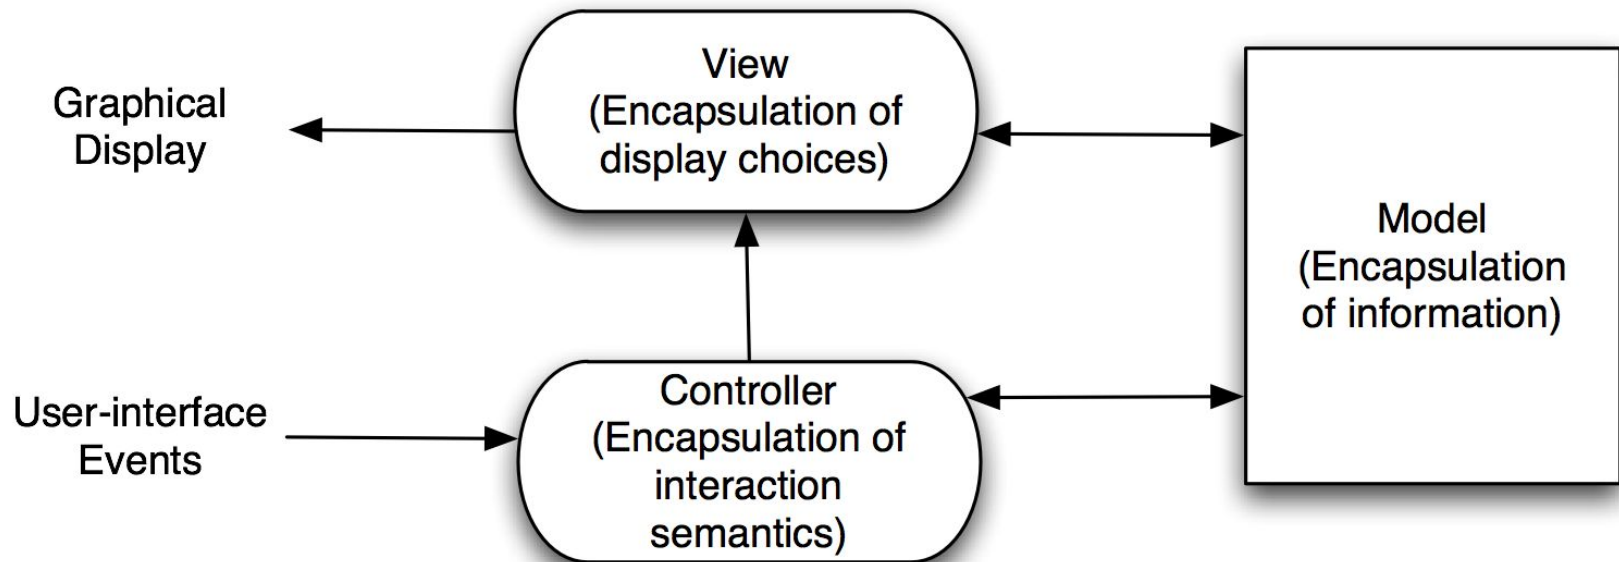 Graphical
Display
View
(Encapsulation of
display choices)
Model
(Encapsulation
of information)
User-interface
Events
Controller
(Encapsulation of
interaction
semantics)